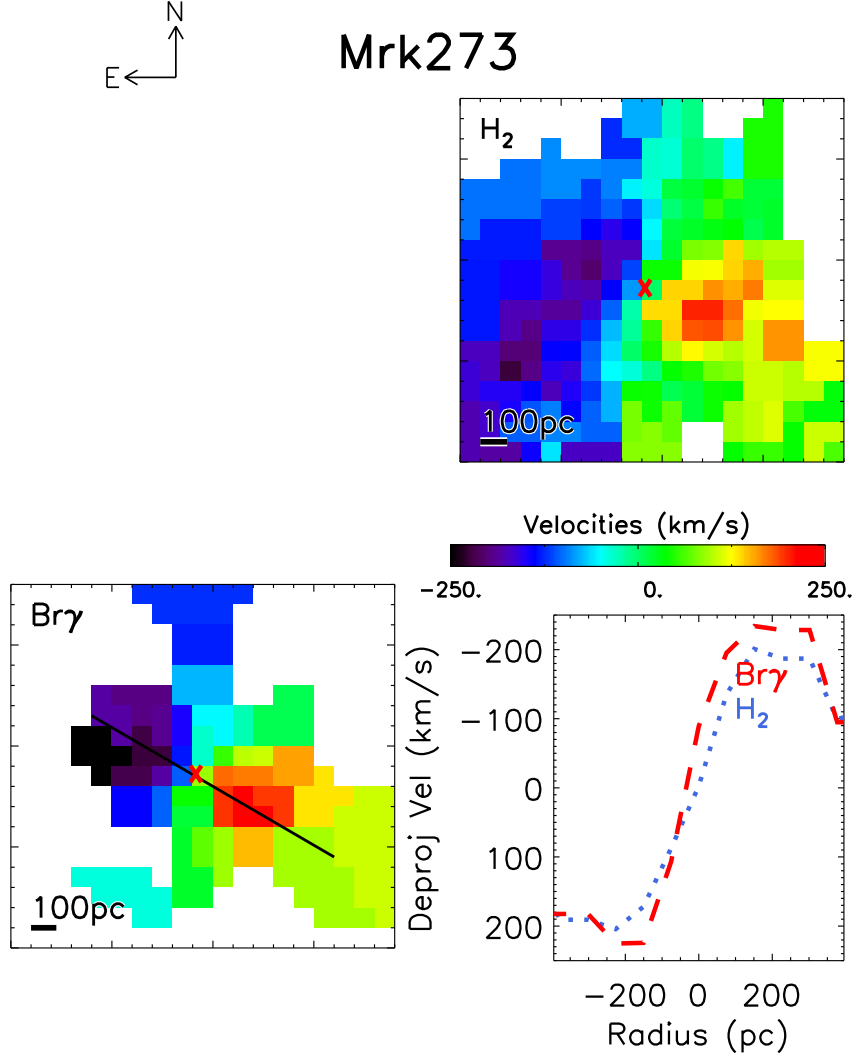 N
E
Mrk273
H₂
100pc
Velocities (km/s)
-250. 0. 250.
Brγ
100pc
Deproj Vel (km/s)
-200
-100
0
100
200
Brγ
H₂
-200 0 200
Radius (pc)